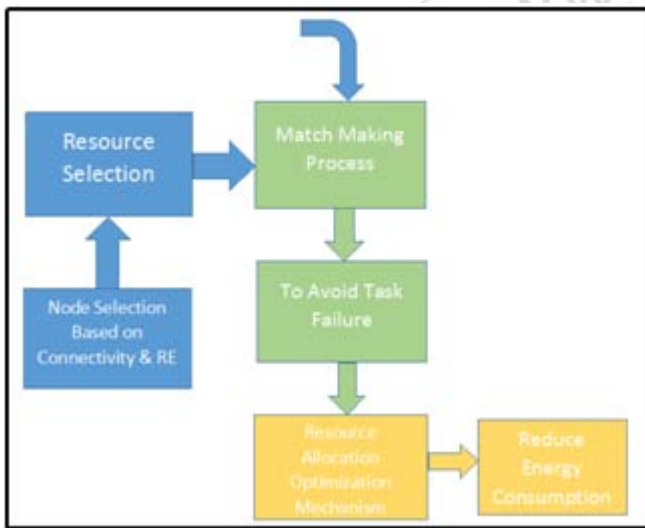 Resource
Selection
Match Making
Process
Node Selection
Based on
Connectivity & RE
To Avoid Task
Failure
Resource
Allocation
Optimization
Mechanism
Reduce
Energy
Consumption